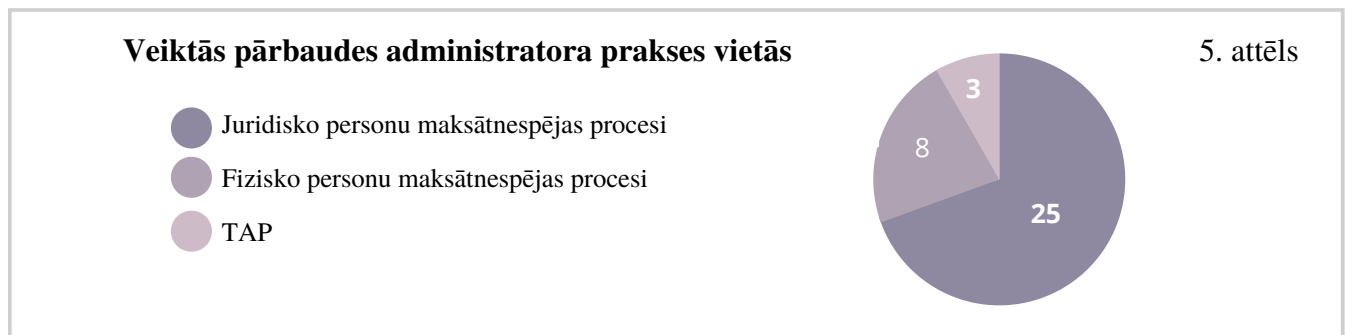 Veiktās pārbaudes administratora prakses vietās
5. attēls
Juridisko personu maksātnespējas procesi
Fizisko personu maksātnespējas procesi
TAP
3
8
25